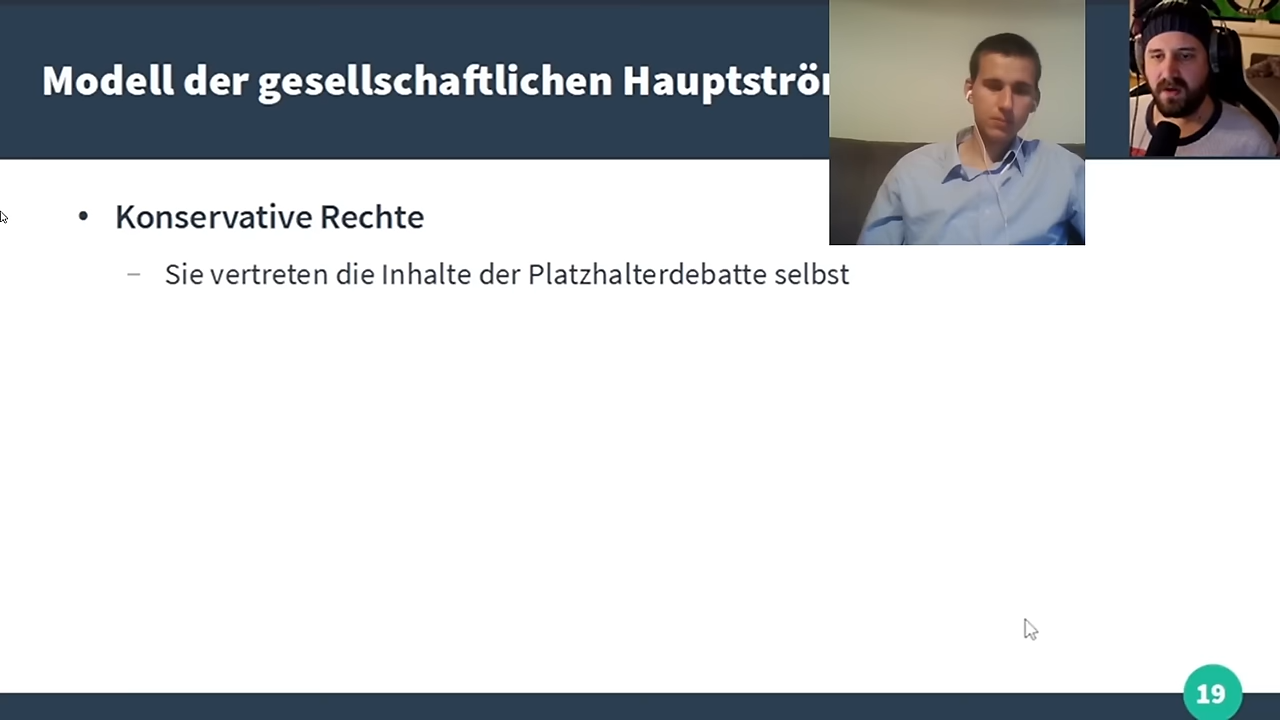 Modell der gesellschaftlichen Hauptströ
• Konservative Rechte
– Sie vertreten die Inhalte der Platzhalterdebatte selbst
19